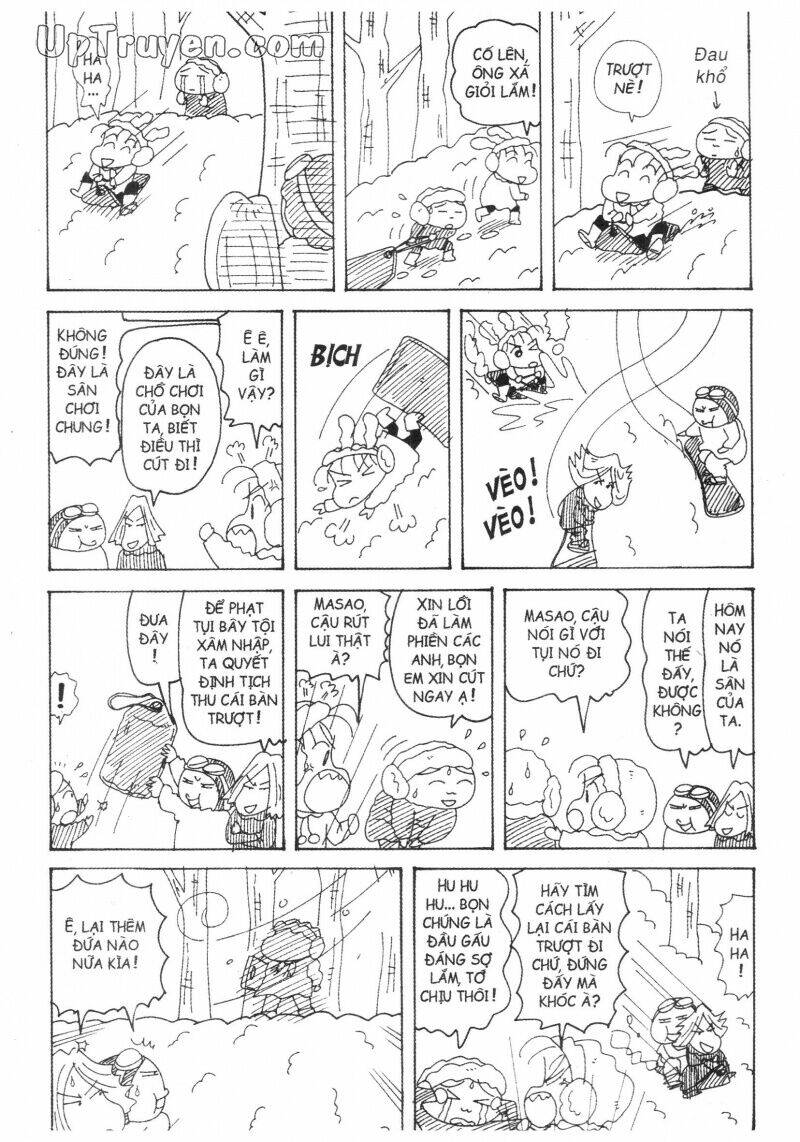 UpTruyen.com
TRƯỢT
NÈ!
Đau
khổ
CỐ LÊN,
ÔNG XÃ
GIỎI LẮM!
HA
HA
...
VÈO!
VÈO!
BỊCH
Ê Ê,
LÀM
GÌ
VẬY?
ĐÂY LÀ
CHỖ CHƠI
CỦA BỌN
TA, BIẾT
ĐIỀU THÌ
CÚT ĐI!
KHÔNG
ĐÚNG!
ĐÂY LÀ
SÂN
CHƠI
CHUNG!
HÔM
NAY
NÓ
LÀ
SÂN
CỦA
TA.
TA
NÓI
THẾ
ĐẤY,
ĐƯỢC
KHÔNG?
MASAO, CẬU
NÓI GÌ VỚI
TỤI NÓ ĐI
CHỨ?
XIN LỖI
ĐÃ LÀM
PHIÊN CÁC
ANH, BỌN
EM XIN CÚT
NGAY Ạ!
MASAO,
CẬU RÚT
LUI THẬT
À?
ĐỂ PHẠT
TỤI BÂY TỘI
XÂM NHẬP,
TA QUYẾT
ĐỊNH TỊCH
THU CÁI BÀN
TRƯỢT!
ĐƯA
ĐÂY
!
!
HA
HA
!
HÃY TÌM
CÁCH LẤY
LẠI CÁI BÀN
TRƯỢT ĐI
CHỨ, ĐỨNG
ĐẤY MÀ
KHÓC À?
HU HU
HU... BỌN
CHÚNG LÀ
ĐẦU GẤU
ĐÁNG SỢ
LẮM, TỚ
CHỊU THÔI!
Ê, LẠI THÊM
ĐỨA NÀO
NỮA KÌA!